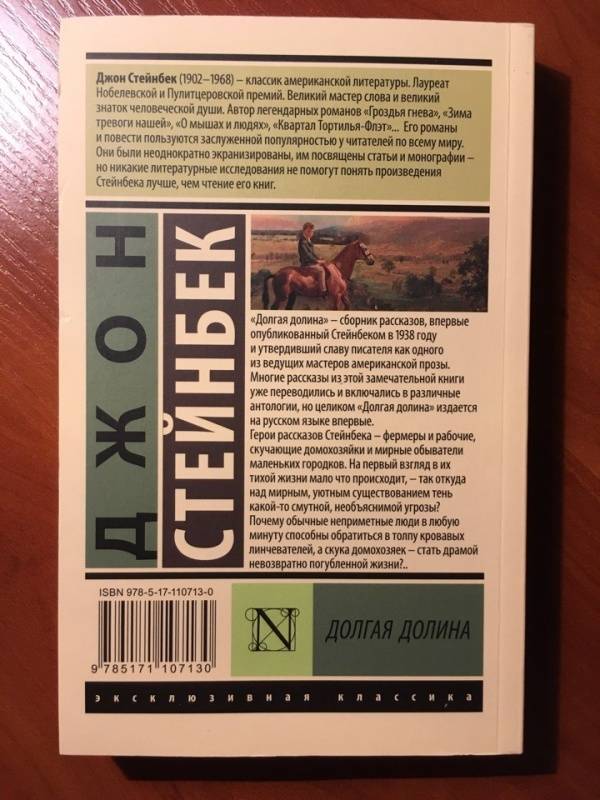 Джон Стейнбек (1902–1968) – классик американской литературы. Лауреат
Нобелевской и Пулитцеровской премий. Великий мастер слова и великий
знаток человеческой души. Автор легендарных романов «Гроздья гнева», «Зима
тревоги нашей», «О мышах и людях», «Квартал Тортилья-Флэт»... Его романы
и повести пользуются заслуженной популярностью у читателей по всему миру.
Они были неоднократно экранизированы, им посвящены статьи и монографии –
но никакие литературные исследования не помогут понять произведения
Стейнбека лучше, чем чтение его книг.
ДЖОН
СТЕЙНБЕК
«Долгая долина» – сборник рассказов, впервые
опубликованный Стейнбеком в 1938 году
и утвердивший славу писателя как одного
из ведущих мастеров американской прозы.
Многие рассказы из этой замечательной книги
уже переводились и включались в различные
антологии, но целиком «Долгая долина» издается
на русском языке впервые.
Герои рассказов Стейнбека – фермеры и рабочие,
скучающие домохозяйки и мирные обыватели
маленьких городков. На первый взгляд в их
тихой жизни мало что происходит, – так откуда
над мирным, уютным существованием тень
какой-то смутной, необъяснимой угрозы?
Почему обычные неприметные люди в любую
минуту способны обратиться в толпу кровавых
линчевателей, а скука домохозяек – стать драмой
невозвратно погубленной жизни?..
ISBN 978-5-17-110713-0
9 785171 107130
N
ДОЛГАЯ ДОЛИНА
эксклюзивная классика